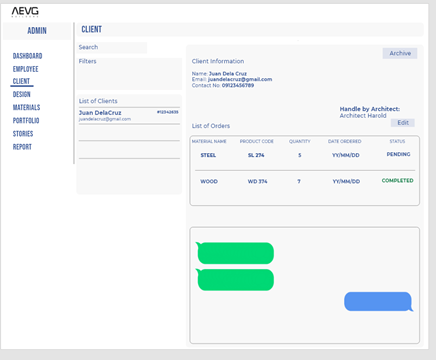 AEVG
ADMIN
CLIENT
DASHBOARD
EMPLOYEE
CLIENT
DESIGN
MATERIALS
PORTFOLIO
STORIES
REPORT
Search
Filters
List of Clients
Juan DelaCruz
juandelacruz@gmail.com
Archive
Client Information
Name: Juan Dela Cruz
Email: juandelacruz@gmail.com
Contact No: 09123456789
Handle by Architect:
Architect Harold
List of Orders
Edit
MATERIAL NAME PRODUCT CODE QUANTITY DATE ORDERED STATUS
STEEL SL 274 5 YY/MM/DD PENDING
WOOD WD 374 7 YY/MM/DD COMPLETED